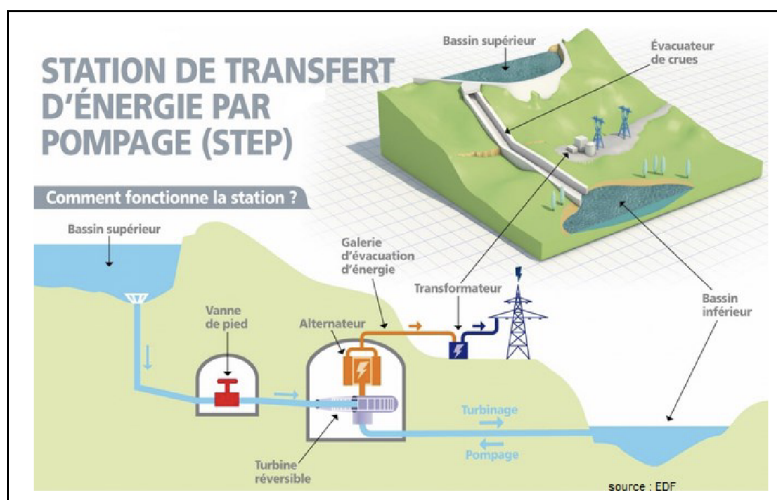 STATION DE TRANSFERT
D'ÉNERGIE PAR
POMPAGE (STEP)
Bassin supérieur
Évacuateur
de crues
Comment fonctionne la station ?
Bassin supérieur
Galerie
d'évacuation
d'énergie
Transformateur
Bassin
inférieur
Vanne
de pied
Alternateur
Turbinage
Pompage
Turbine
réversible
source : EDF